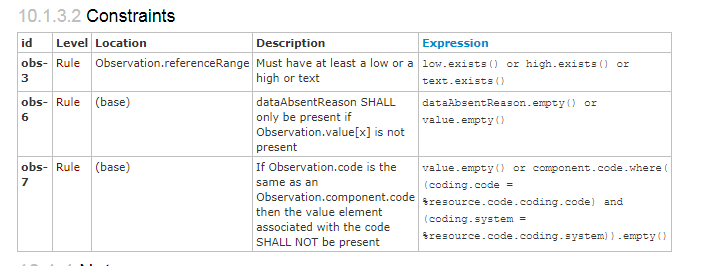 10.1.3.2 Constraints
id Level Location Description Expression
obs-3 Rule Observation.referenceRange Must have at least a low or a high or text low.exists() or high.exists() or text.exists()
obs-6 Rule (base) dataAbsentReason SHALL only be present if Observation.value[x] is not present dataAbsentReason.empty() or value.empty()
obs-7 Rule (base) If Observation.code is the same as an Observation.component.code then the value element associated with the code SHALL NOT be present value.empty() or component.code.where((coding.code = %resource.code.coding.code) and (coding.system = %resource.code.coding.system)).empty()